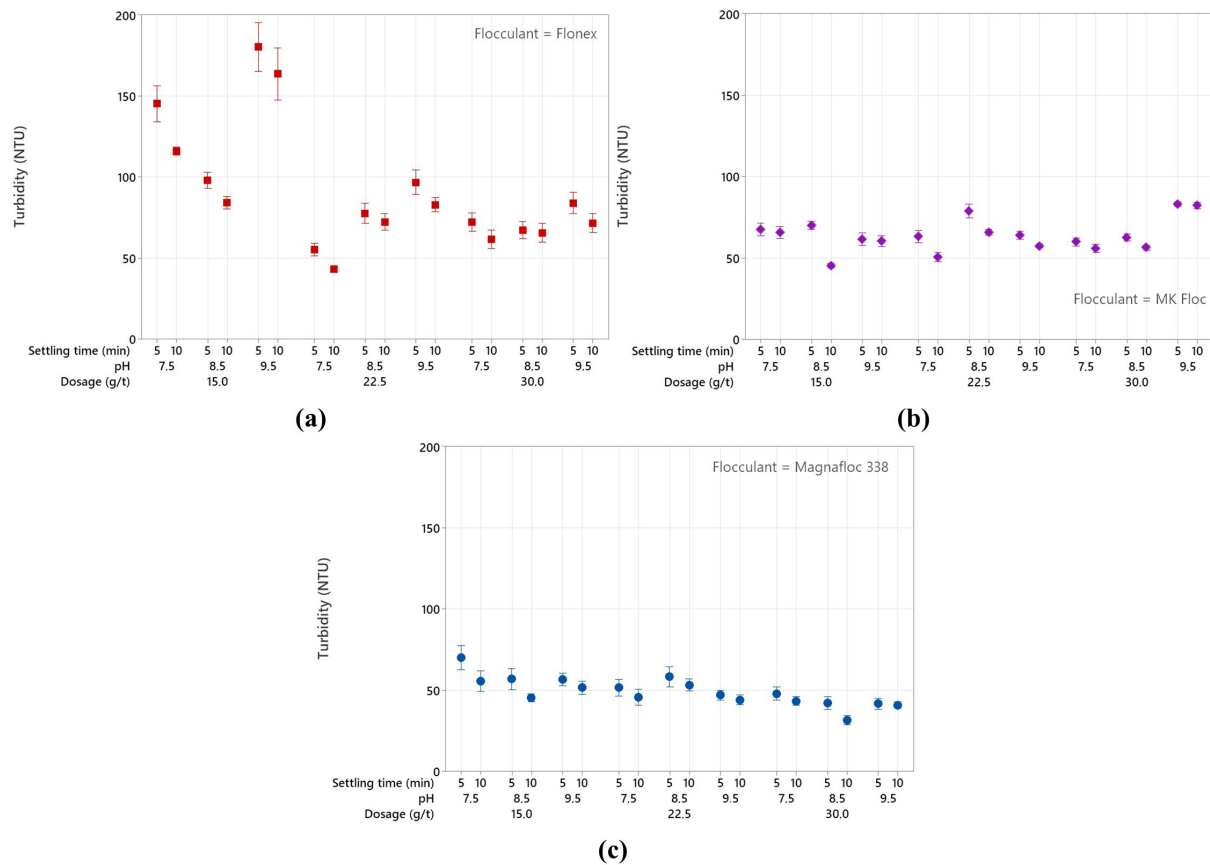 200
150
100
50
0
Turbidity (NTU)
Flocculant = Flonex
Settling time (min) 5 10 5 10 5 10 5 10 5 10 5 10 5 10 5 10 5 10
pH 7.5 8.5 9.5 7.5 8.5 9.5 7.5 8.5 9.5
Dosage (g/t) 15.0 22.5 30.0
(a)
200
150
100
50
0
Turbidity (NTU)
Flocculant = MK Floc
Settling time (min) 5 10 5 10 5 10 5 10 5 10 5 10 5 10 5 10 5 10
pH 7.5 8.5 9.5 7.5 8.5 9.5 7.5 8.5 9.5
Dosage (g/t) 15.0 22.5 30.0
(b)
200
150
100
50
0
Turbidity (NTU)
Flocculant = Magnafloc 338
Settling time (min) 5 10 5 10 5 10 5 10 5 10 5 10 5 10 5 10 5 10
pH 7.5 8.5 9.5 7.5 8.5 9.5 7.5 8.5 9.5
Dosage (g/t) 15.0 22.5 30.0
(c)